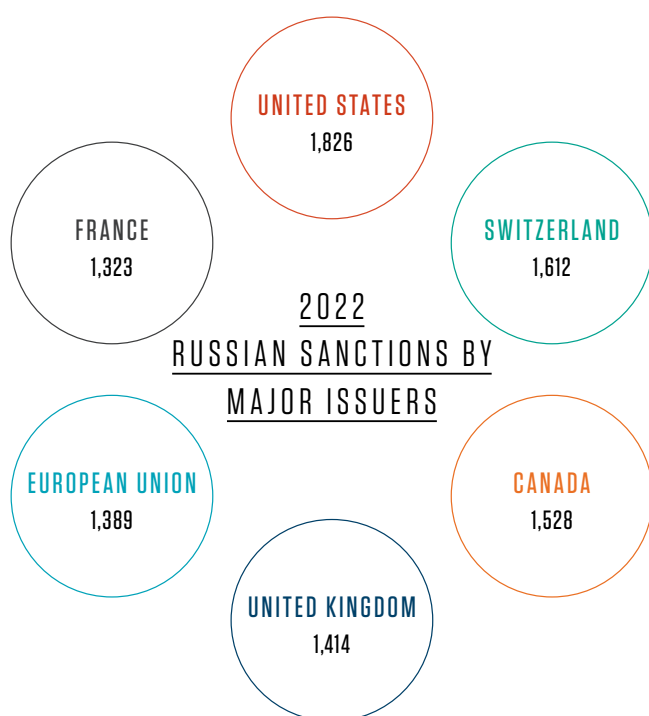 UNITED STATES
1,826
FRANCE
1,323
SWITZERLAND
1,612
2022
RUSSIAN SANCTIONS BY
MAJOR ISSUERS
EUROPEAN UNION
1,389
CANADA
1,528
UNITED KINGDOM
1,414